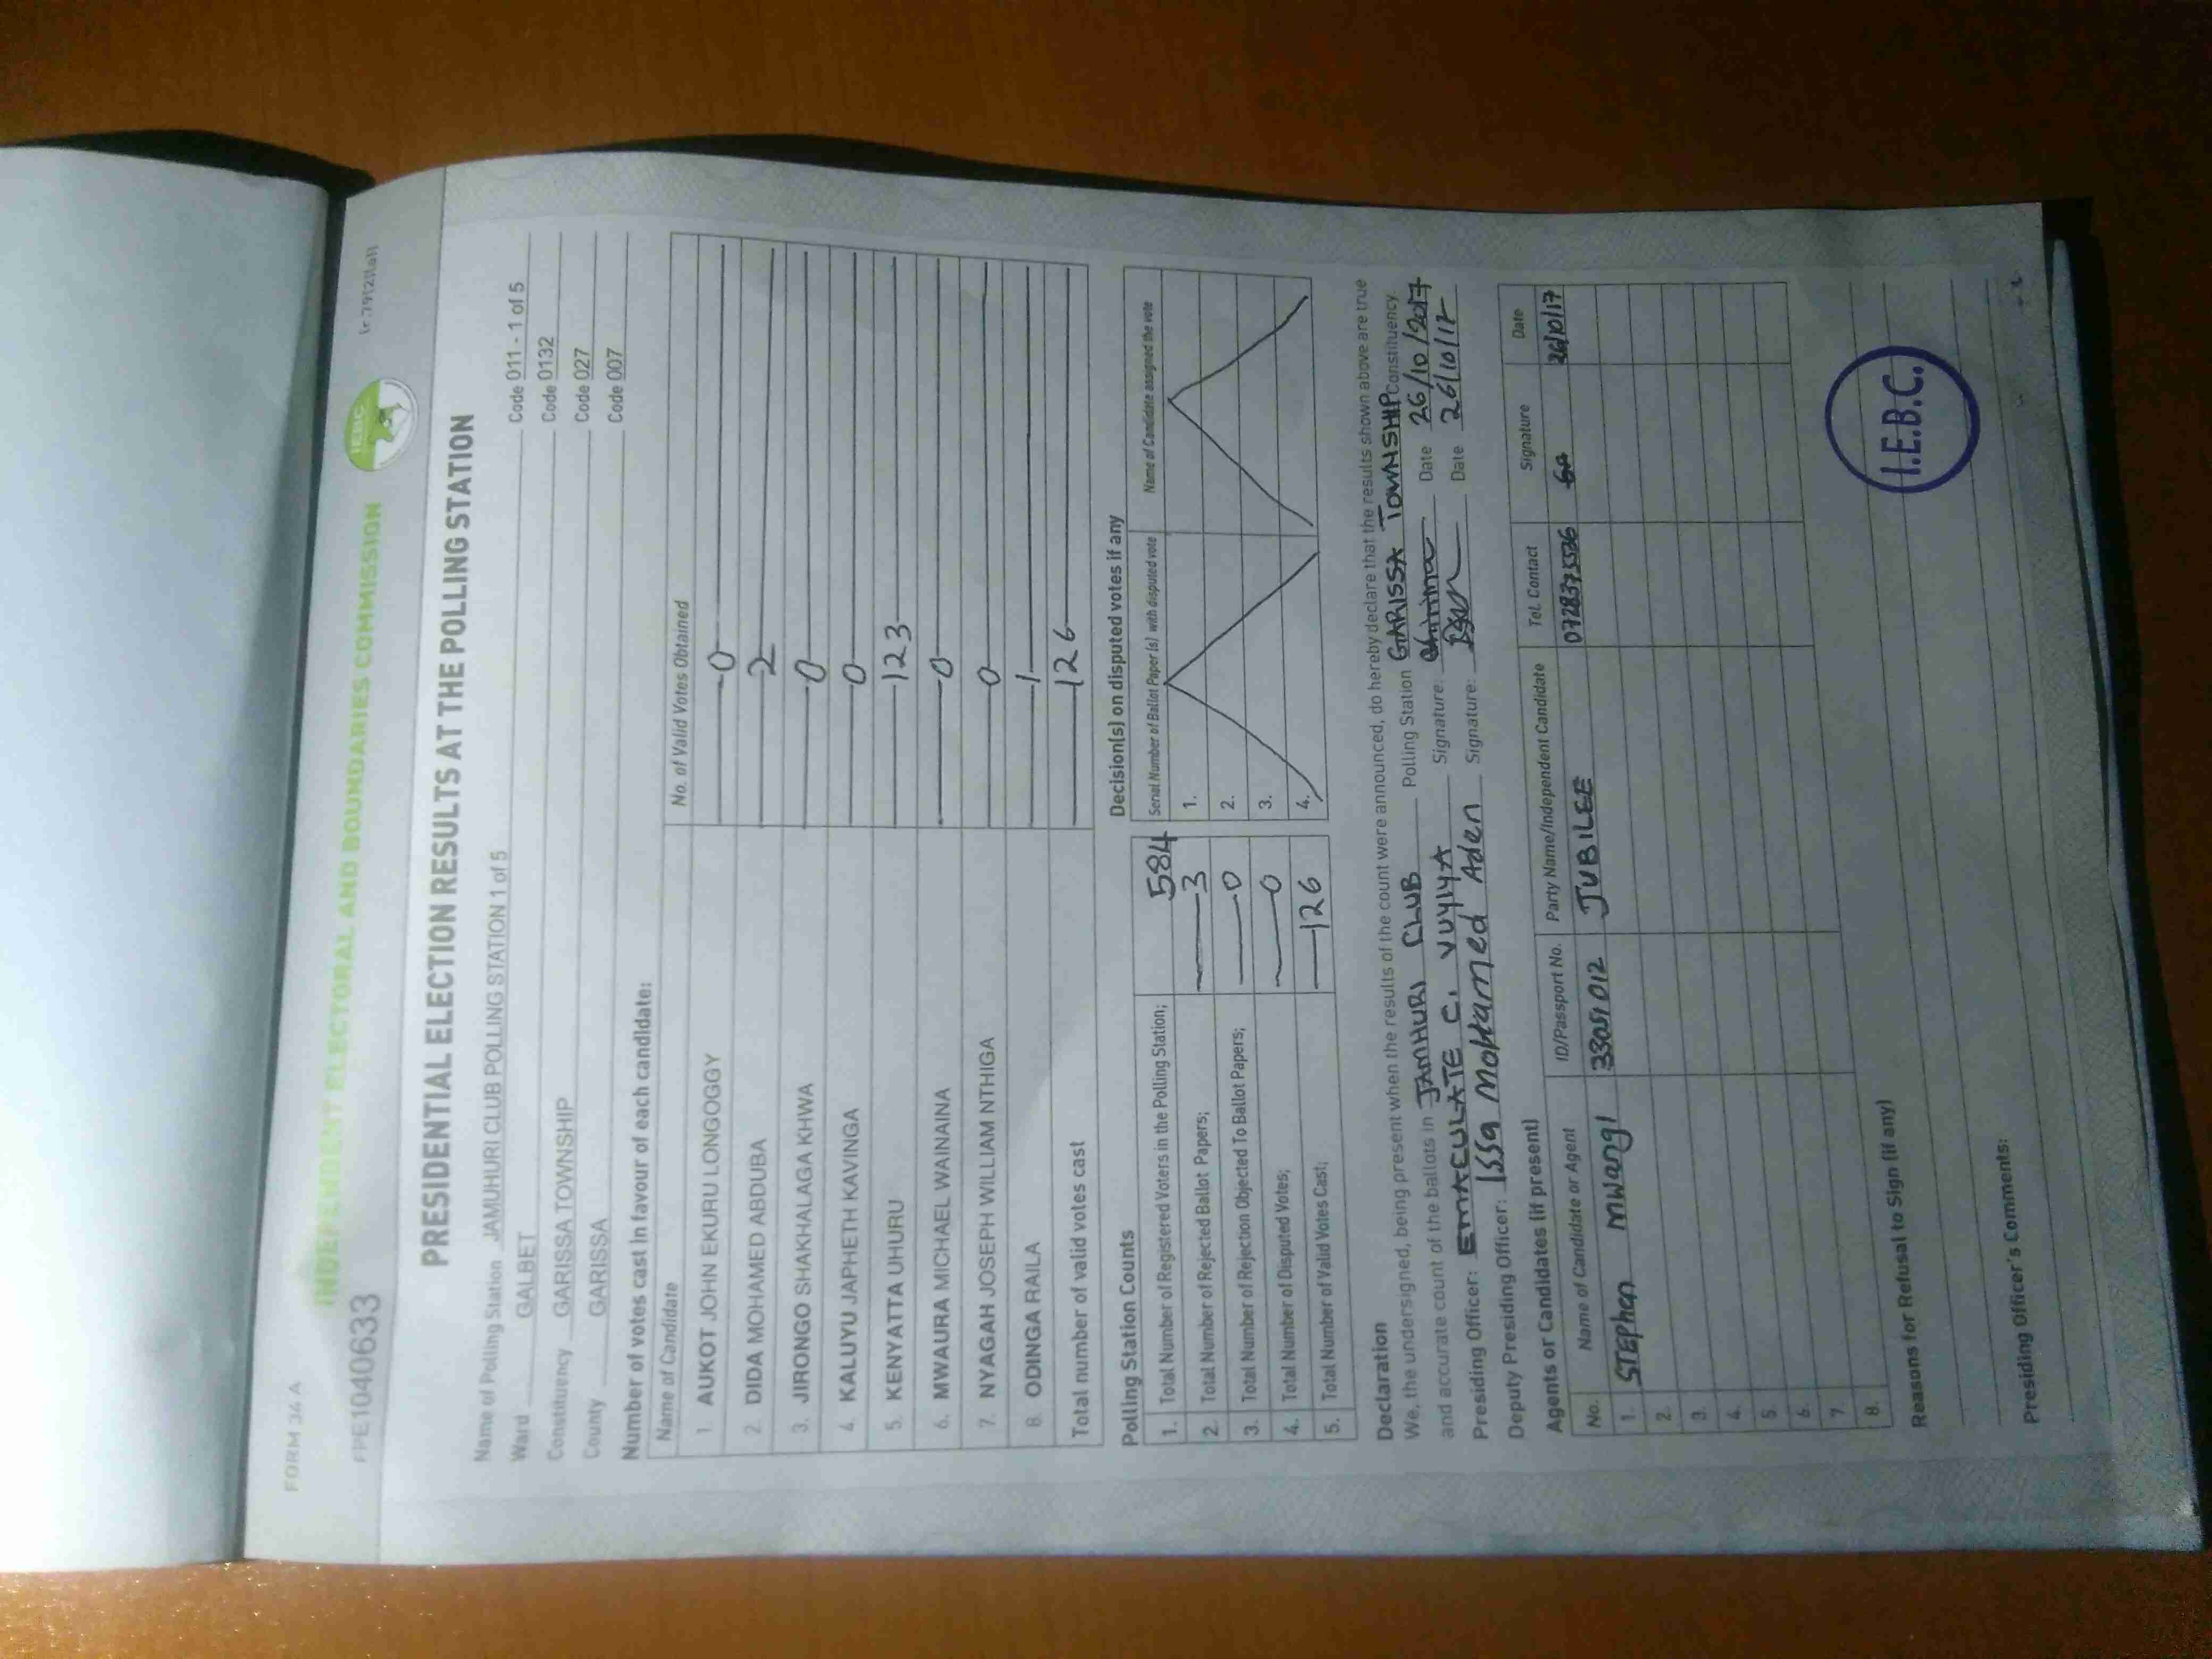 FORM 34 A
INDEPENDENT ELECTORAL AND BOUNDARIES COMMISSION
IEBC
FPE1040633
PRESIDENTIAL ELECTION RESULTS AT THE POLLING STATION
Name of Polling Station JAMUHURI CLUB POLLING STATION 1 of 5 Code 011 - 1 of 5
Ward GALBET Code 0132
Constituency GARISSA TOWNSHIP Code 027
County GARISSA Code 007
Number of votes cast in favour of each candidate:
Name of Candidate No. of Valid Votes Obtained
1. AUKOT JOHN EKURU LONGOGGY 0
2. DIDA MOHAMED ABDUBA 2
3. JIRONGO SHAKHALAGA KHWA 0
4. KALUYU JAPHETH KAVINGA 0
5. KENYATTA UHURU 123
6. MWAURA MICHAEL WAINAINA 0
7. NYAGAH JOSEPH WILLIAM NTHIGA 0
8. ODINGA RAILA 1
Total number of valid votes cast 126
Polling Station Counts
1. Total Number of Registered Voters in the Polling Station; 584
2. Total Number of Rejected Ballot Papers; 3
3. Total Number of Rejection Objected To Ballot Papers; 0
4. Total Number of Disputed Votes; 0
5. Total Number of Valid Votes Cast; 126
Decision(s) on disputed votes if any
Serial Number of Ballot Paper (s) with disputed vote Name of Candidate assigned the vote
1.
2.
3.
4.
Declaration
We, the undersigned, being present when the results of the count were announced, do hereby declare that the results shown above are true
and accurate count of the ballots in JAMHURI CLUB Polling Station GARISSA TOWNSHIP Constituency.
Presiding Officer: EMACULATE C. VUYIYA Signature: Date 26/10/2017
Deputy Presiding Officer: Issa Mohamed Aden Signature: Date 26/10/17
Agents or Candidates (if present)
No. Name of Candidate or Agent ID/Passport No. Party Name/Independent Candidate Tel. Contact Signature Date
1. STEPHEN MWANGI 33051012 JUBILEE 26/10/17
2.
3.
4.
5.
6.
7.
8.
Reasons for Refusal to Sign (if any)
I.E.B.C.
Presiding Officer's Comments: